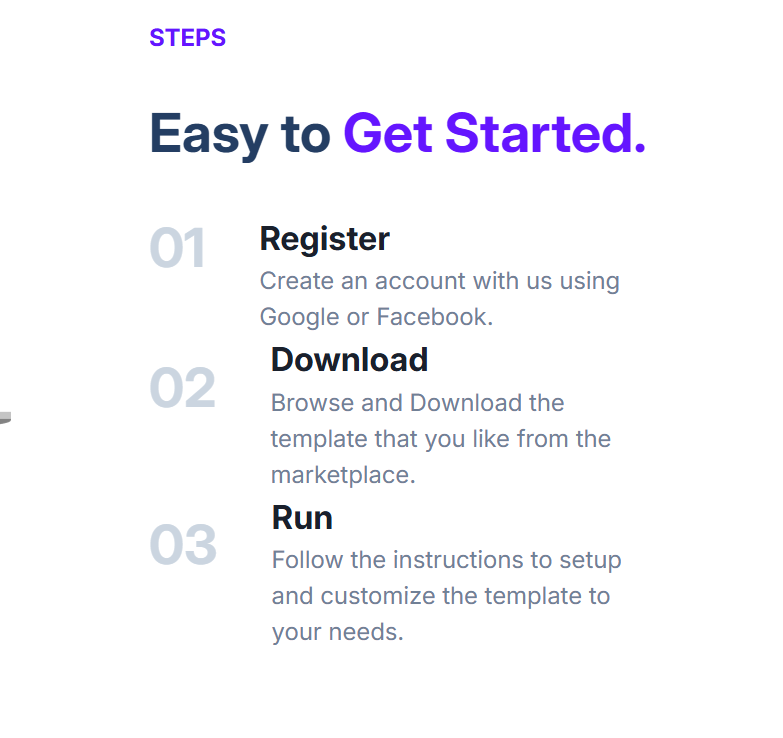 STEPS
Easy to Get Started.
01
Register
Create an account with us using
Google or Facebook.
02
Download
Browse and Download the
template that you like from the
marketplace.
03
Run
Follow the instructions to setup
and customize the template to
your needs.